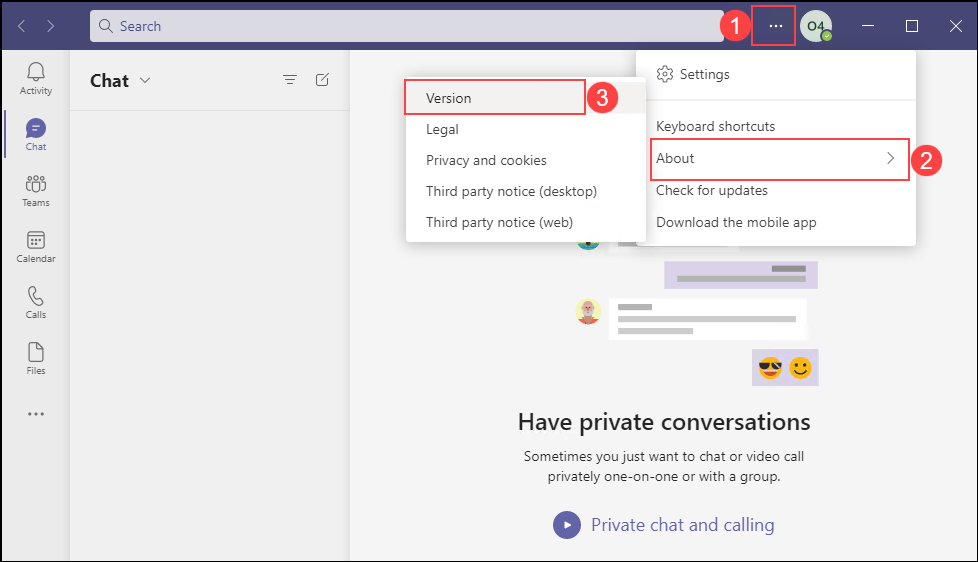 Search
1
...
O4
Activity
Chat
Teams
Calendar
Calls
Files
...
Chat
Version
3
Legal
Privacy and cookies
Third party notice (desktop)
Third party notice (web)
Settings
Keyboard shortcuts
About
2
Check for updates
Download the mobile app
Have private conversations
Sometimes you just want to chat or video call
privately one-on-one or with a group.
Private chat and calling